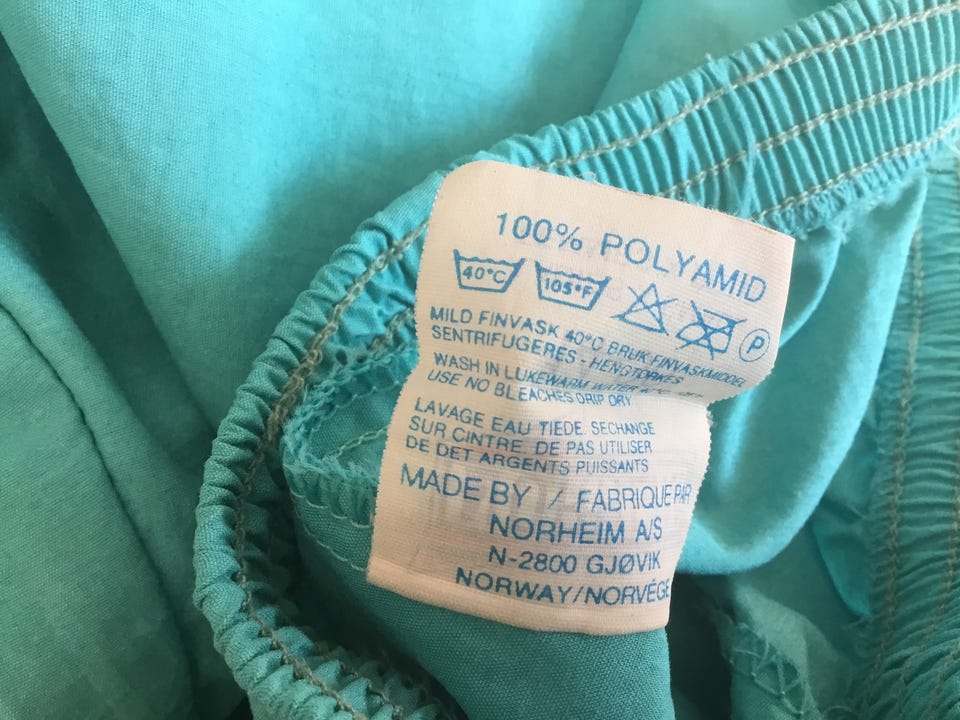 100% POLYAMID
40°C 105°F P
MILD FINVASK 40°C BRUK FINVASKMIDDEL
SENTRIFUGERES - HENGTØRKES
WASH IN LUKEWARM WATER
USE NO BLEACHES DRIP DRY
LAVAGE EAU TIEDE. SECHANGE
SUR CINTRE. DE PAS UTILISER
DE DET ARGENTS PUISSANTS
MADE BY / FABRIQUE PAR
NORHEIM A/S
N-2800 GJØVIK
NORWAY/NORVÉGE